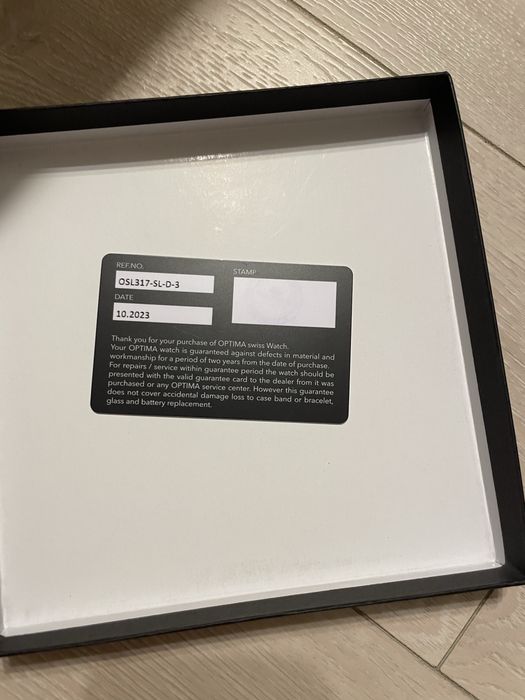 REF.NO.
OSL317-SL-D-3
STAMP
DATE
10.2023
Thank you for your purchase of OPTIMA swiss Watch.
Your OPTIMA watch is guaranteed against defects in material and
workmanship for a period of two years from the date of purchase.
For repairs / service witihin guarantee period the watch should be
presented with the valid guarantee card to the dealer from it was
purchased or any OPTIMA service center. However this guarantee
does not cover accidental damage loss to case band or bracelet,
glass and battery replacement.